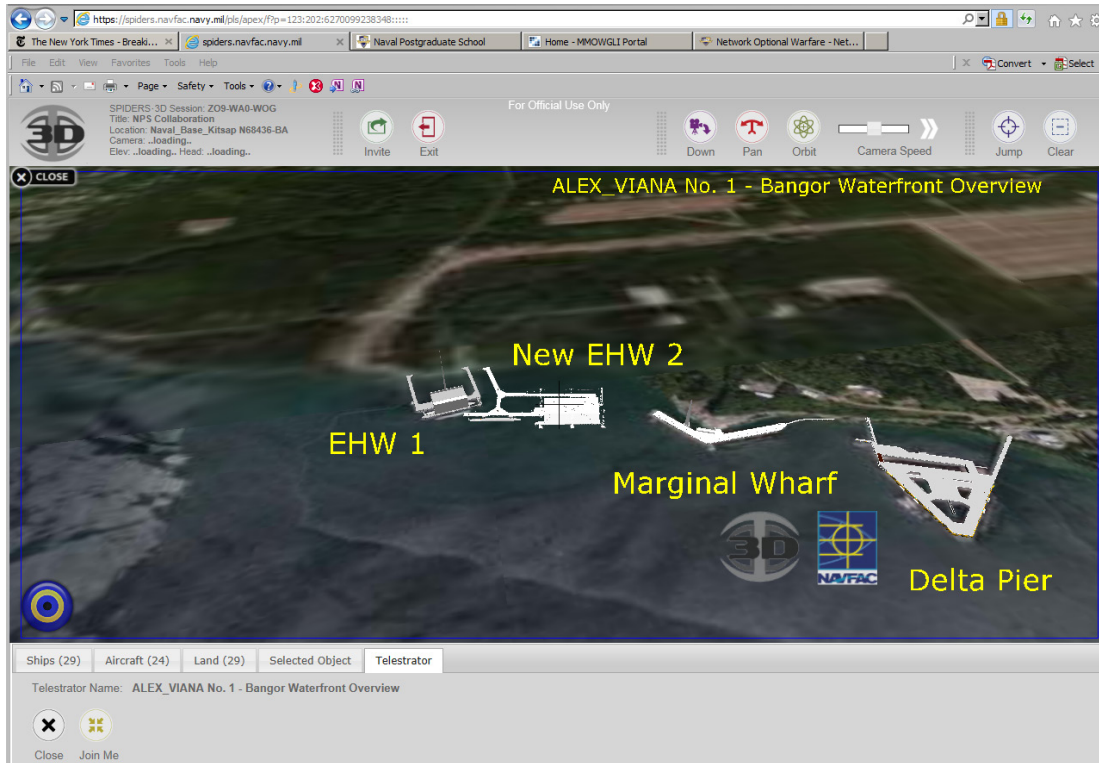 https://spiders.navfac.navy.mil/pls/apex/f?p=123:202:6270099238348:::::
The New York Times - Breaki... spiders.navfac.navy.mil Naval Postgraduate School Home - MMOWGLI Portal Network Optional Warfare - Net...
File Edit View Favorites Tools Help
Convert Select
Page Safety Tools
For Official Use Only
3D
SPIDERS-3D Session: ZO9-WA0-WOG
Title: NPS Collaboration
Location: Naval_Base_Kitsap N68436-BA
Camera: ..loading..
Elev: ..loading.. Head: ..loading..
Invite Exit
Down Pan Orbit Camera Speed Jump Clear
CLOSE
ALEX_VIANA No. 1 - Bangor Waterfront Overview
New EHW 2
EHW 1
Marginal Wharf
3D
NAVFAC
Delta Pier
Ships (29) Aircraft (24) Land (29) Selected Object Telestrator
Telestrator Name: ALEX_VIANA No. 1 - Bangor Waterfront Overview
Close Join Me